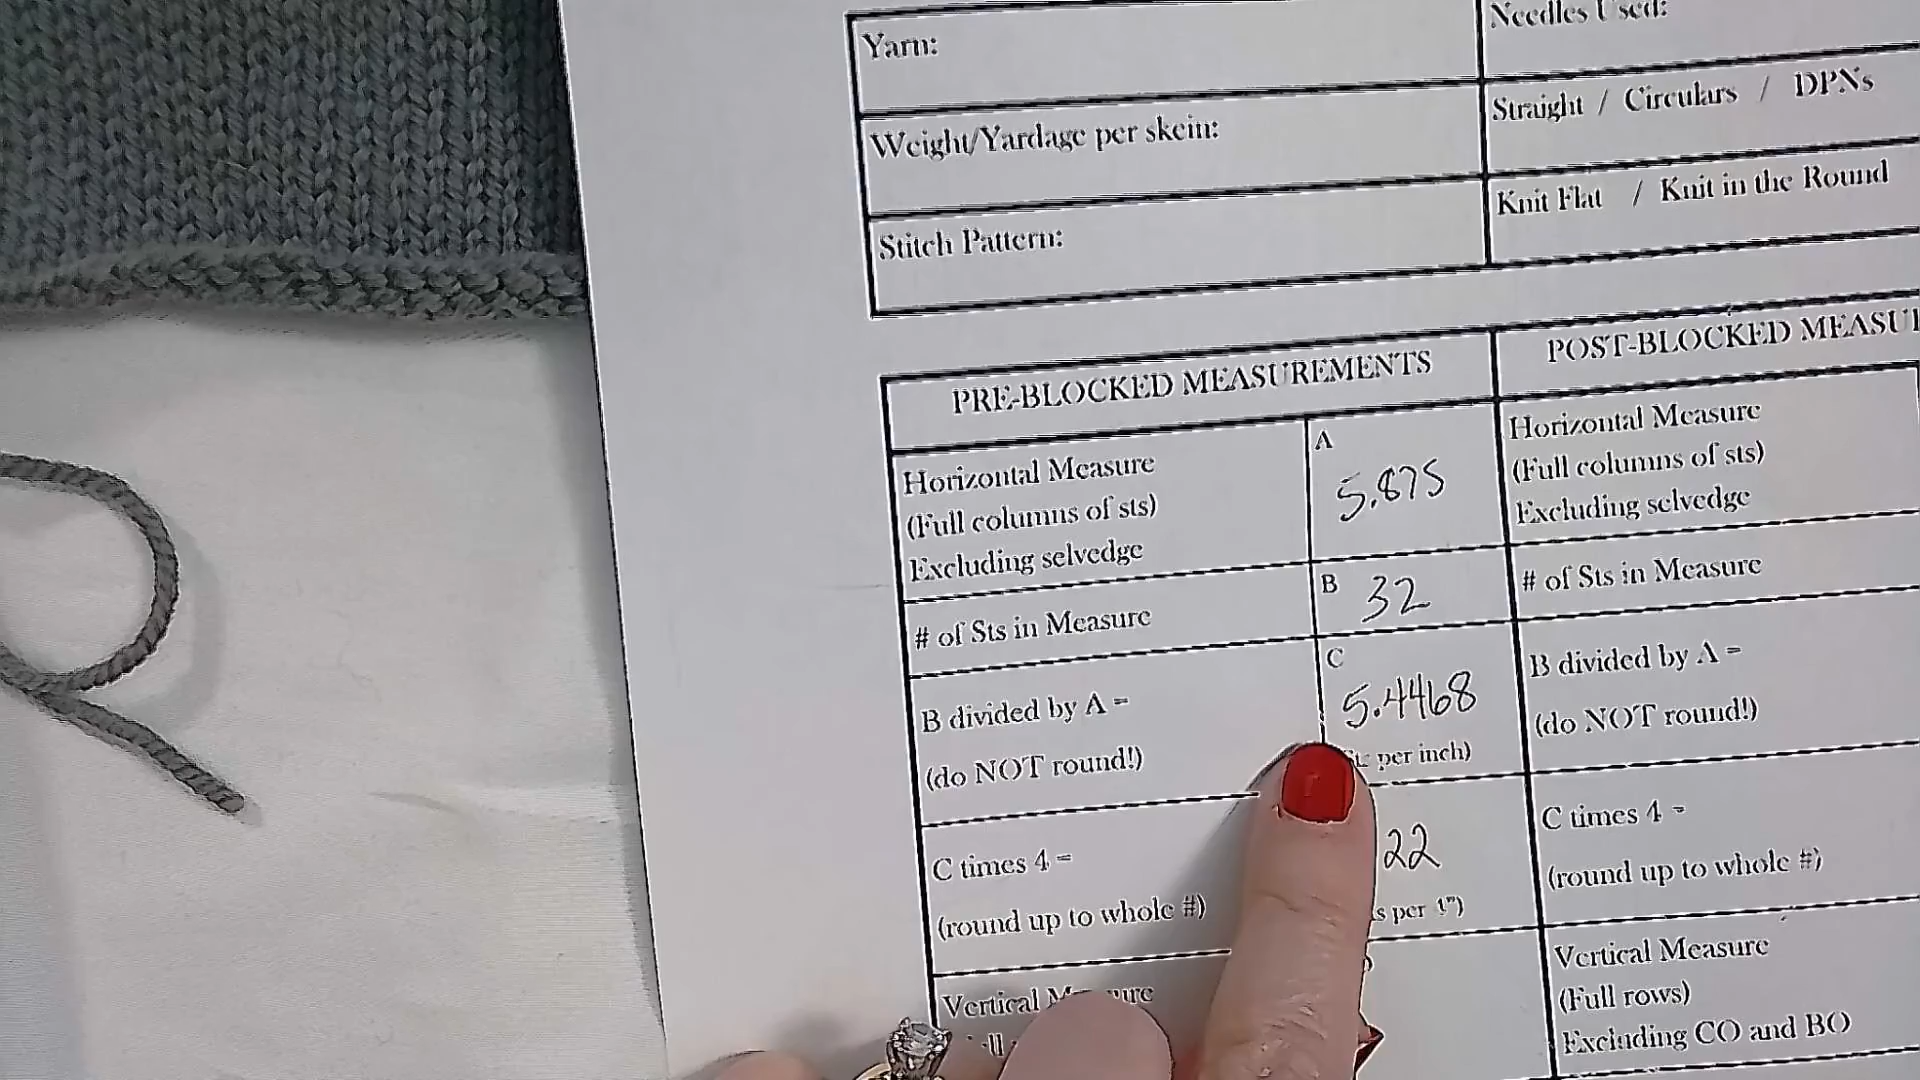 Yarn:
Needles Used:
Weight/Yardage per skein:
Straight / Circulars / DPNs
Stitch Pattern:
Knit Flat / Knit in the Round
PRE-BLOCKED MEASUREMENTS
POST-BLOCKED
Horizontal Measure
(Full columns of sts)
Excluding selvedge
A
5.875
Horizontal Measure
(Full columns of sts)
Excluding selvedge
# of Sts in Measure
B
32
# of Sts in Measure
B divided by A =
(do NOT round!)
C
5.4468
per inch)
B divided by A =
(do NOT round!)
C times 4 =
(round up to whole #)
22
per 4")
C times 4 =
(round up to whole #)
Vertical
Vertical Measure
(Full rows)
Excluding CO and BO